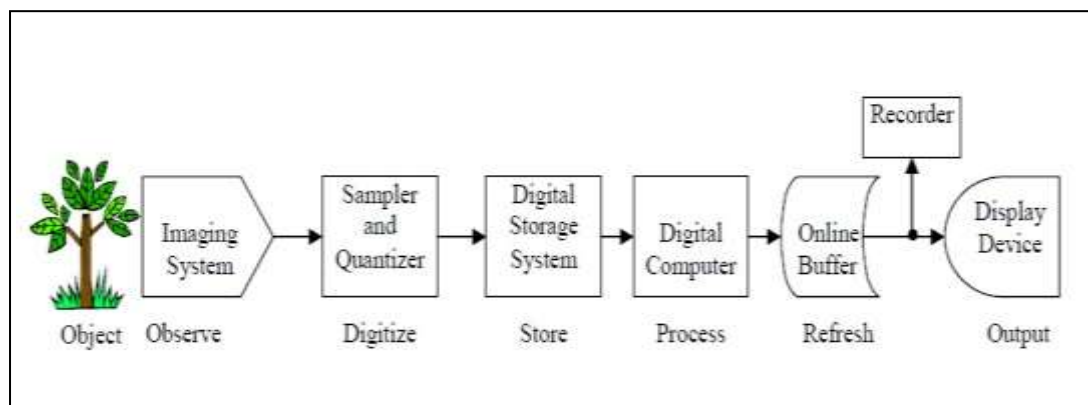 Recorder
Imaging
System
Sampler
and
Quantizer
Digital
Storage
System
Digital
Computer
Online
Buffer
Display
Device
Object
Observe
Digitize
Store
Process
Refresh
Output